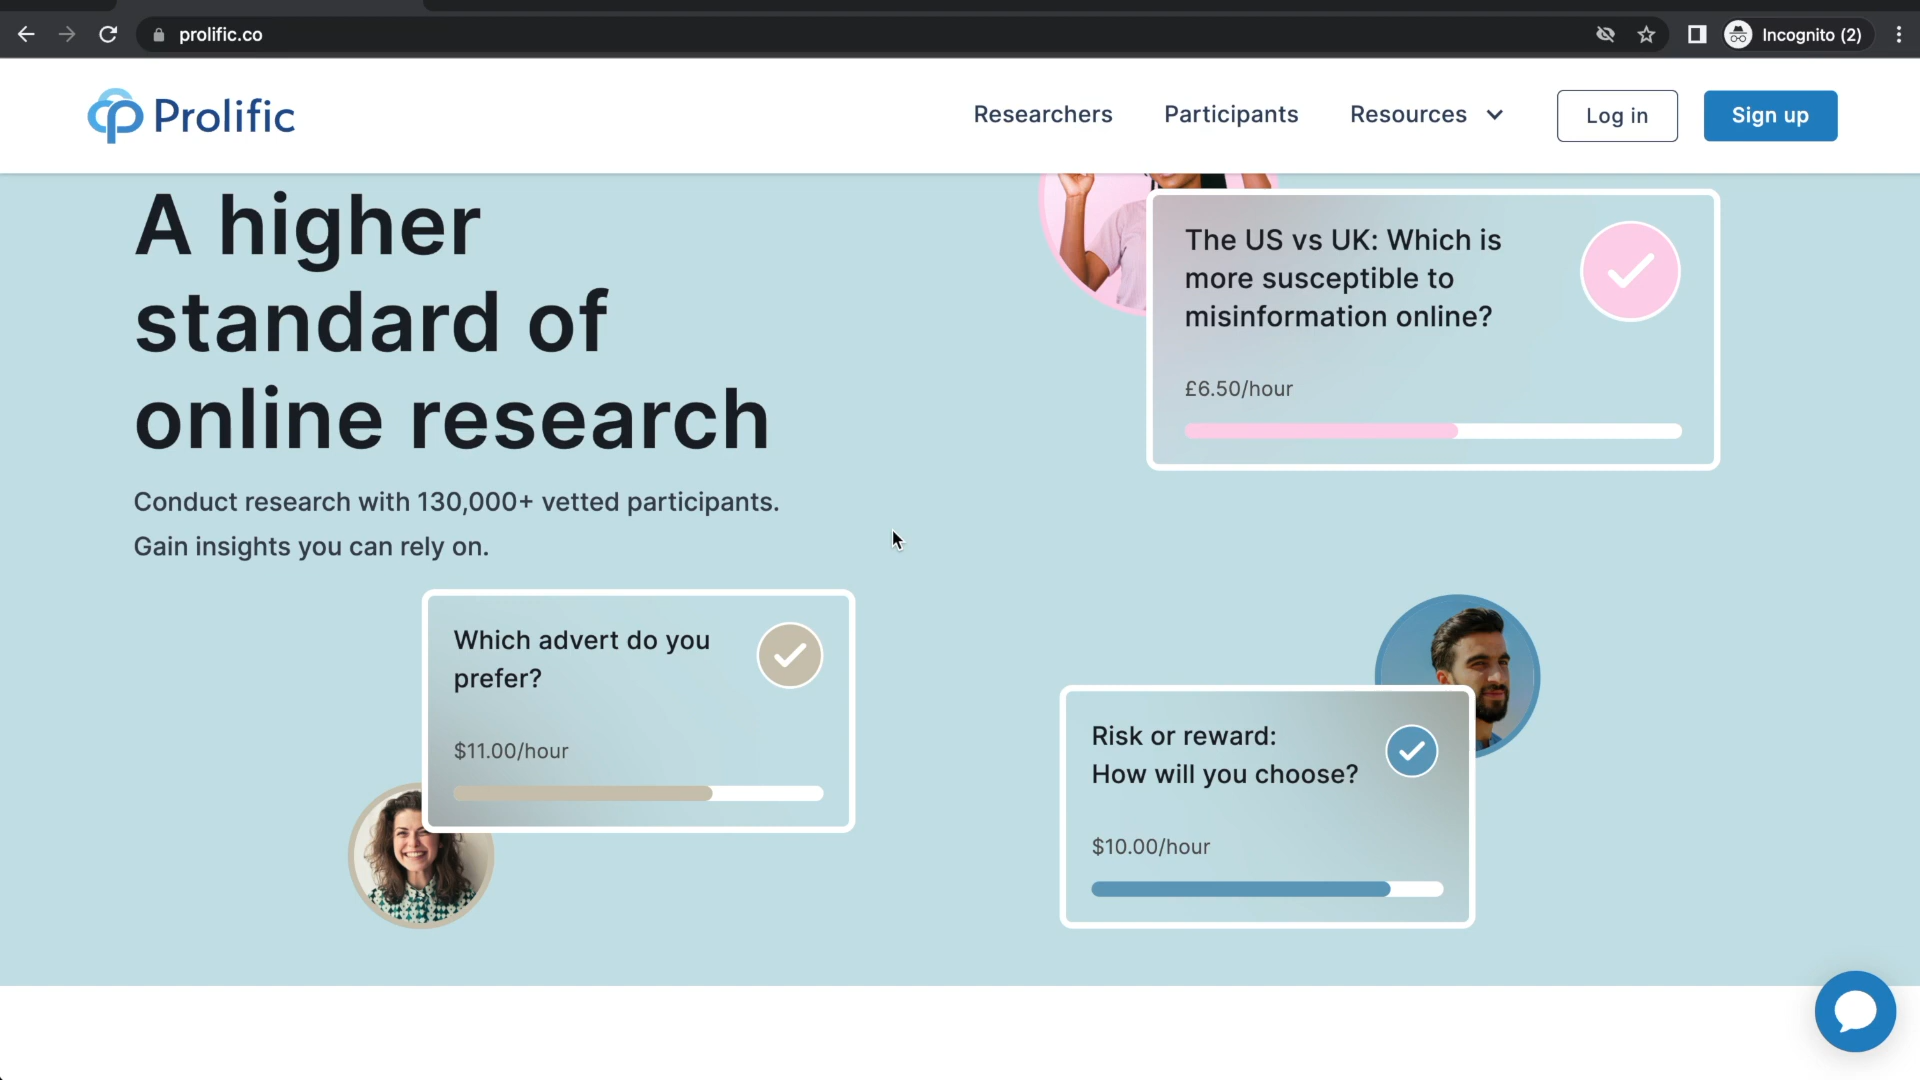 prolific.co
Incognito (2)
Prolific
Researchers
Participants
Resources
Log in
Sign up
A higher
standard of
online research
Conduct research with 130,000+ vetted participants.
Gain insights you can rely on.
The US vs UK: Which is
more susceptible to
misinformation online?
£6.50/hour
Which advert do you
prefer?
$11.00/hour
Risk or reward:
How will you choose?
$10.00/hour